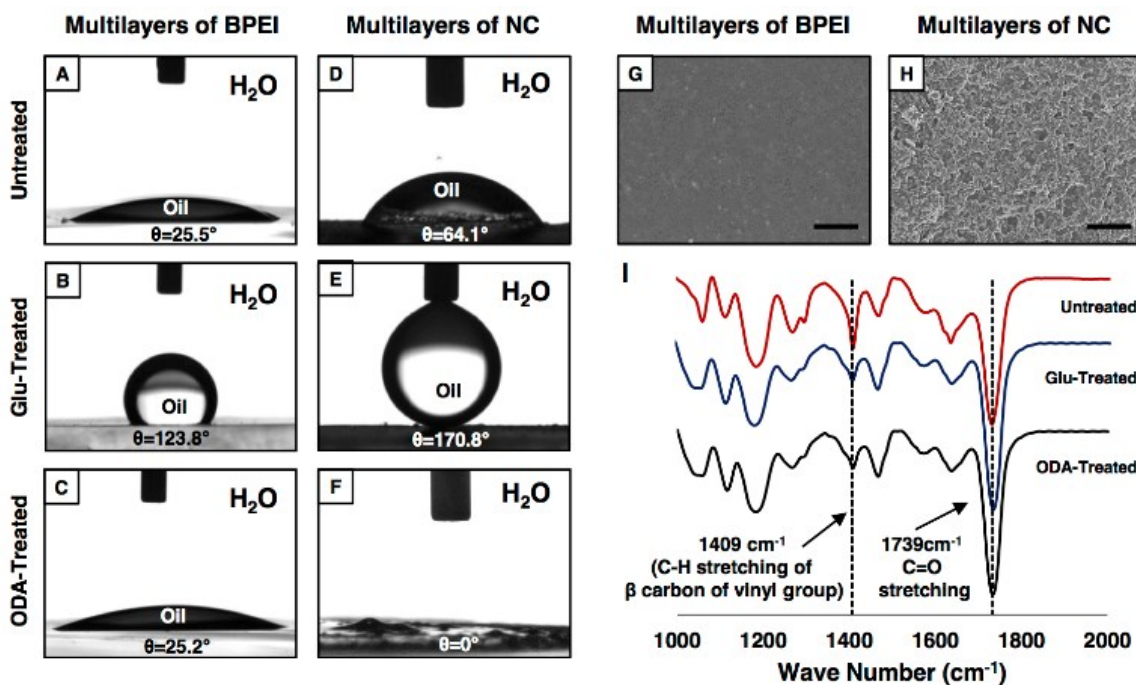 Multilayers of BPEI
Multilayers of NC
Multilayers of BPEI
Multilayers of NC
Untreated
A
H₂O
Oil
θ=25.5°
D
H₂O
Oil
θ=64.1°
G
H
Glu-Treated
B
H₂O
Oil
θ=123.8°
E
H₂O
Oil
θ=170.8°
ODA-Treated
C
H₂O
Oil
θ=25.2°
F
H₂O
θ=0°
I
Untreated
Glu-Treated
ODA-Treated
1409 cm⁻¹
(C-H stretching of
β carbon of vinyl group)
1739cm⁻¹
C=O
stretching
1000 1200 1400 1600 1800 2000
Wave Number (cm⁻¹)